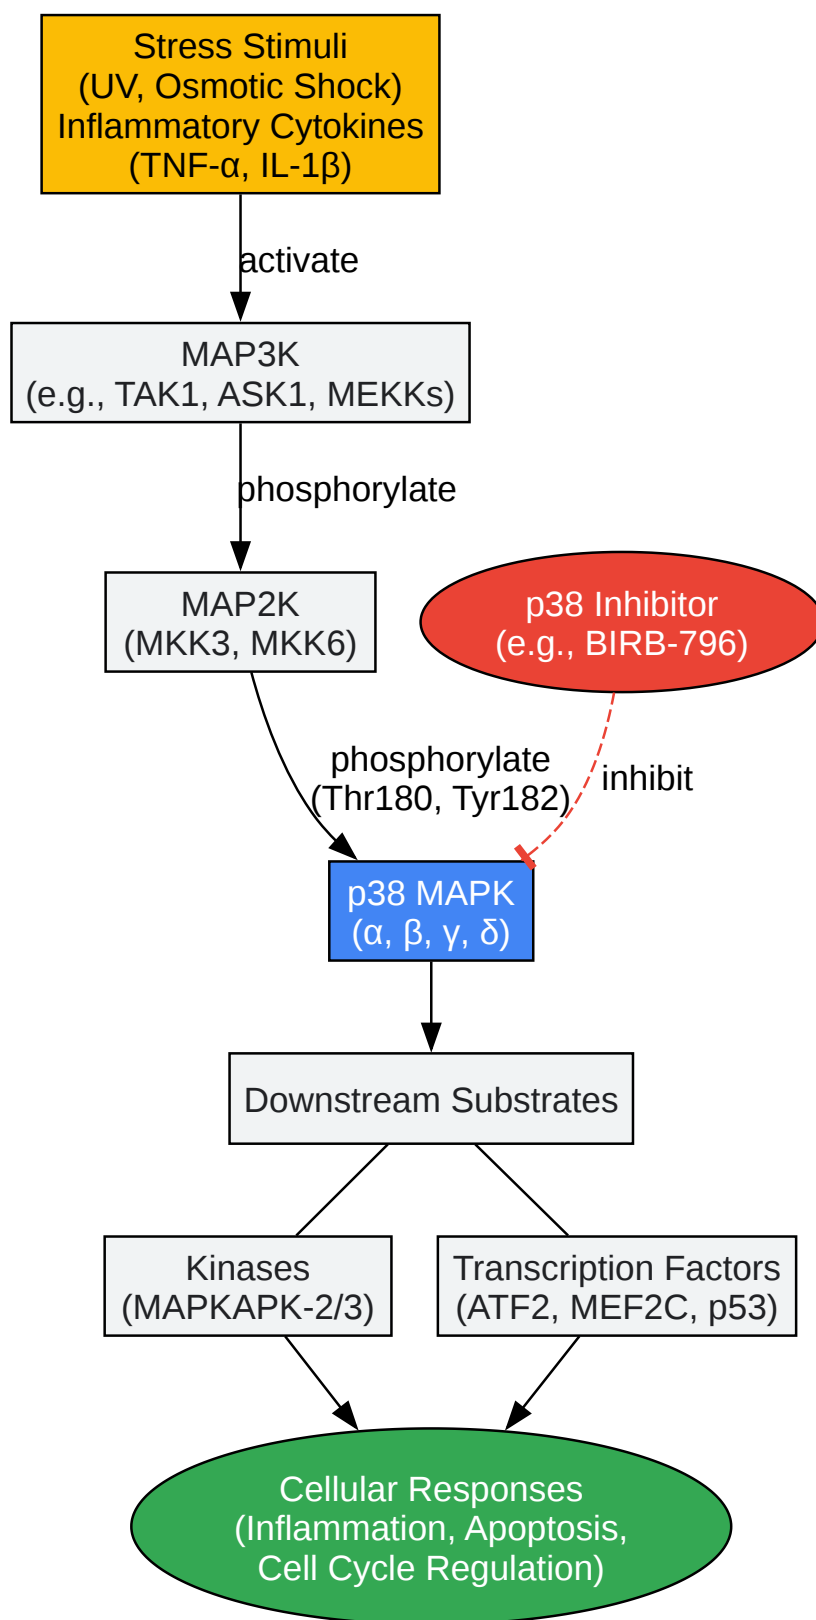 Stress Stimuli
(UV, Osmotic Shock)
Inflammatory Cytokines
(TNF-α, IL-1β)
activate
MAP3K
(e.g., TAK1, ASK1, MEKKs)
phosphorylate
MAP2K
(MKK3, MKK6)
p38 Inhibitor
(e.g., BIRB-796)
phosphorylate
(Thr180, Tyr182)
inhibit
p38 MAPK
(α, β, γ, δ)
Downstream Substrates
Kinases
(MAPKAPK-2/3)
Transcription Factors
(ATF2, MEF2C, p53)
Cellular Responses
(Inflammation, Apoptosis,
Cell Cycle Regulation)